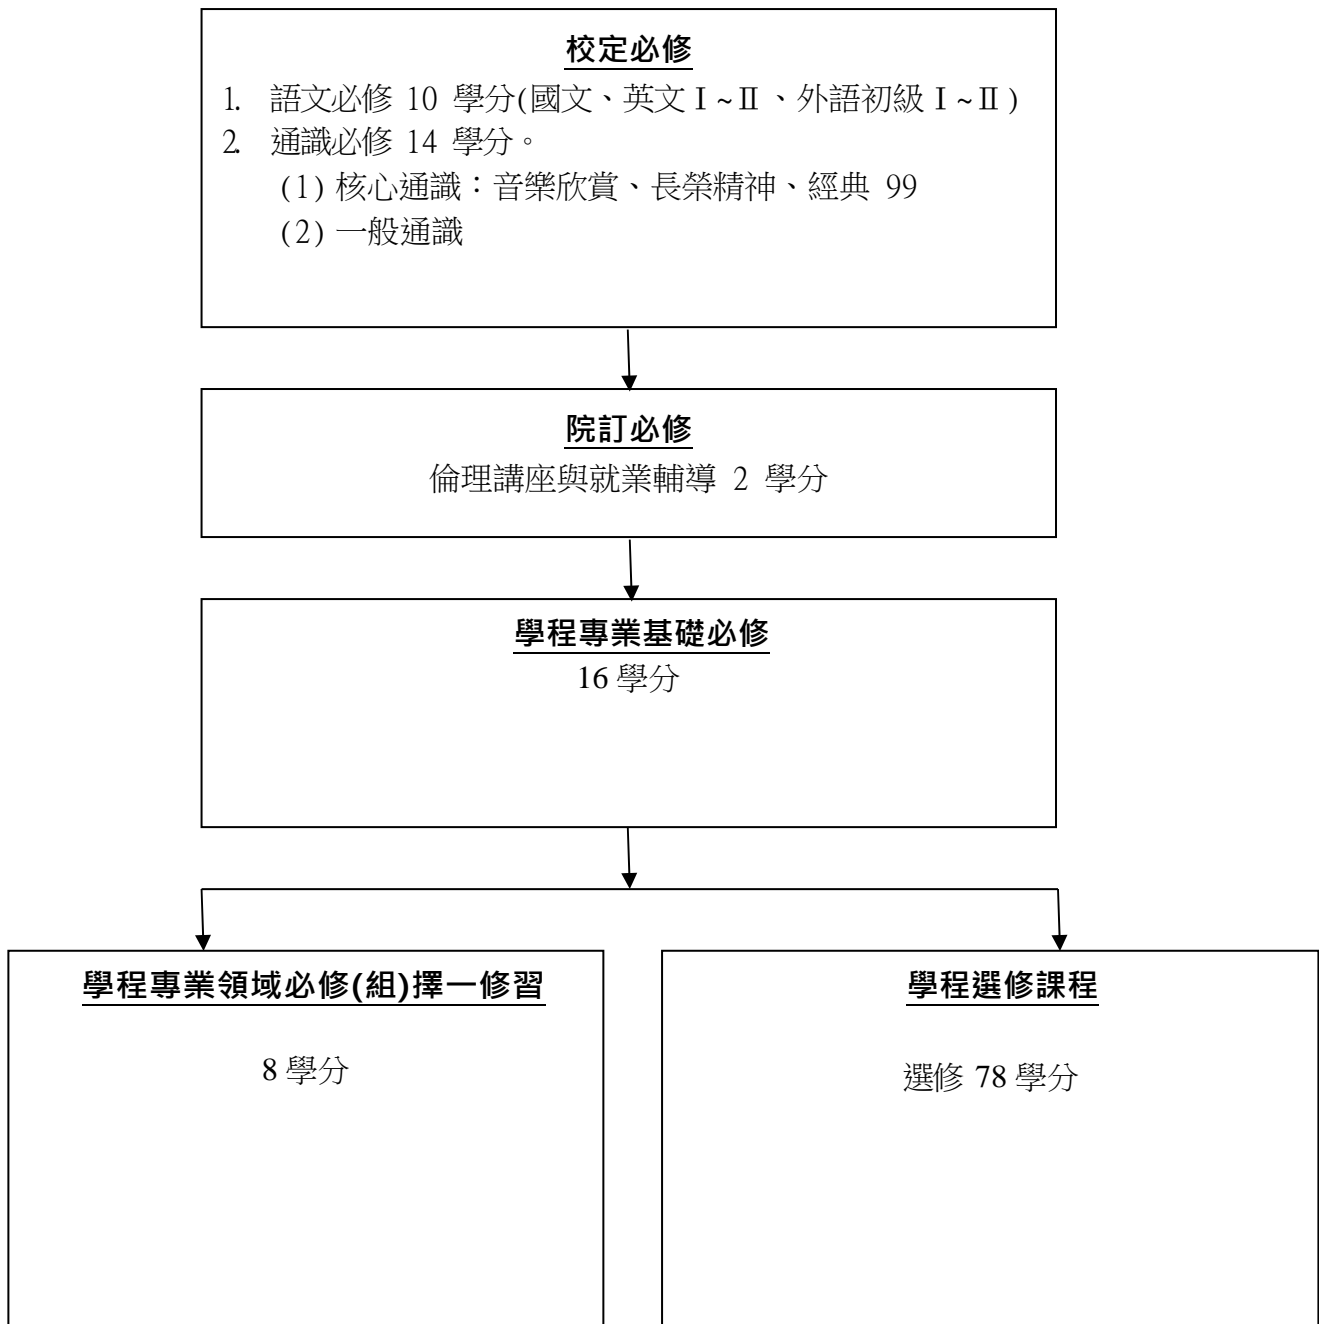 校定必修
1. 語文必修 10 學分(國文、英文Ⅰ~Ⅱ、外語初級Ⅰ~Ⅱ)
2. 通識必修 14 學分。
(1) 核心通識：音樂欣賞、長榮精神、經典 99
(2) 一般通識
院訂必修
倫理講座與就業輔導 2 學分
學程專業基礎必修
16 學分
學程專業領域必修(組)擇一修習
8 學分
學程選修課程
選修 78 學分